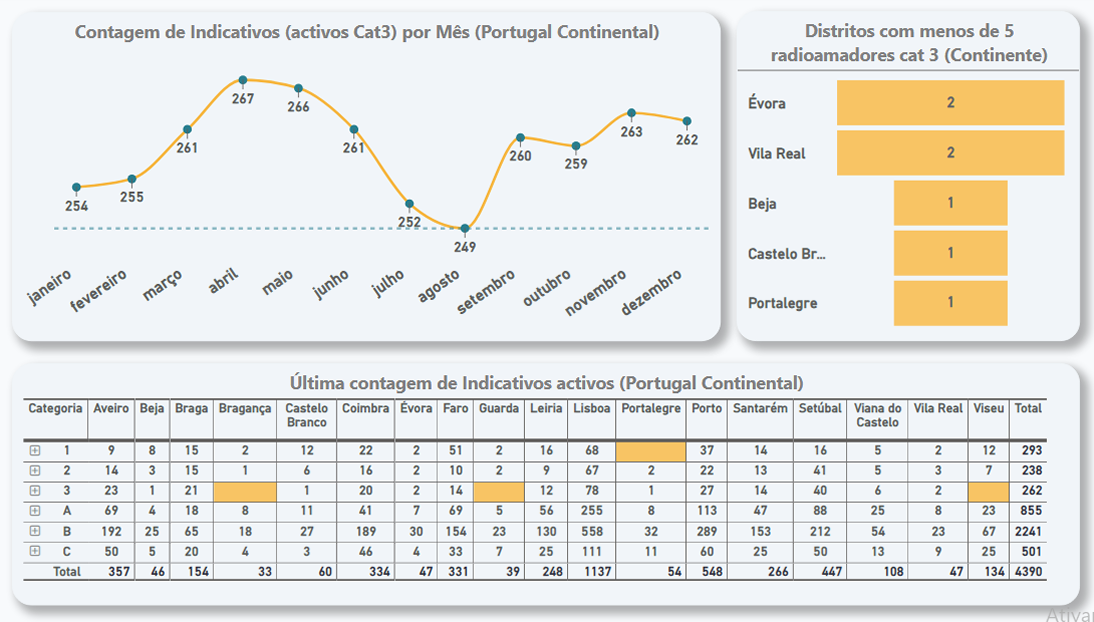 Contagem de Indicativos (activos Cat3) por Mês (Portugal Continental)
267
266
261
261
263
262
260
259
254
255
252
249
janeiro fevereiro março abril maio junho julho agosto setembro outubro novembro dezembro
Distritos com menos de 5
radioamadores cat 3 (Continente)
Évora 2
Vila Real 2
Beja 1
Castelo Br... 1
Portalegre 1
Última contagem de Indicativos activos (Portugal Continental)
Categoria Aveiro Beja Braga Bragança Castelo Coimbra Évora Faro Guarda Leiria Lisboa Portalegre Porto Santarém Setúbal Viana do Vila Real Viseu Total
Branco Castelo
1 9 8 15 2 12 22 2 51 2 16 68 37 14 16 5 2 12 293
2 14 3 15 1 6 16 2 10 2 9 67 2 22 13 41 5 3 7 238
3 23 1 21 1 20 2 14 12 78 1 27 14 40 6 2 262
A 69 4 18 8 11 41 7 69 5 56 255 8 113 47 88 25 8 23 855
B 192 25 65 18 27 189 30 154 23 130 558 32 289 153 212 54 23 67 2241
C 50 5 20 4 3 46 4 33 7 25 111 11 60 25 50 13 9 25 501
Total 357 46 154 33 60 334 47 331 39 248 1137 54 548 266 447 108 47 134 4390